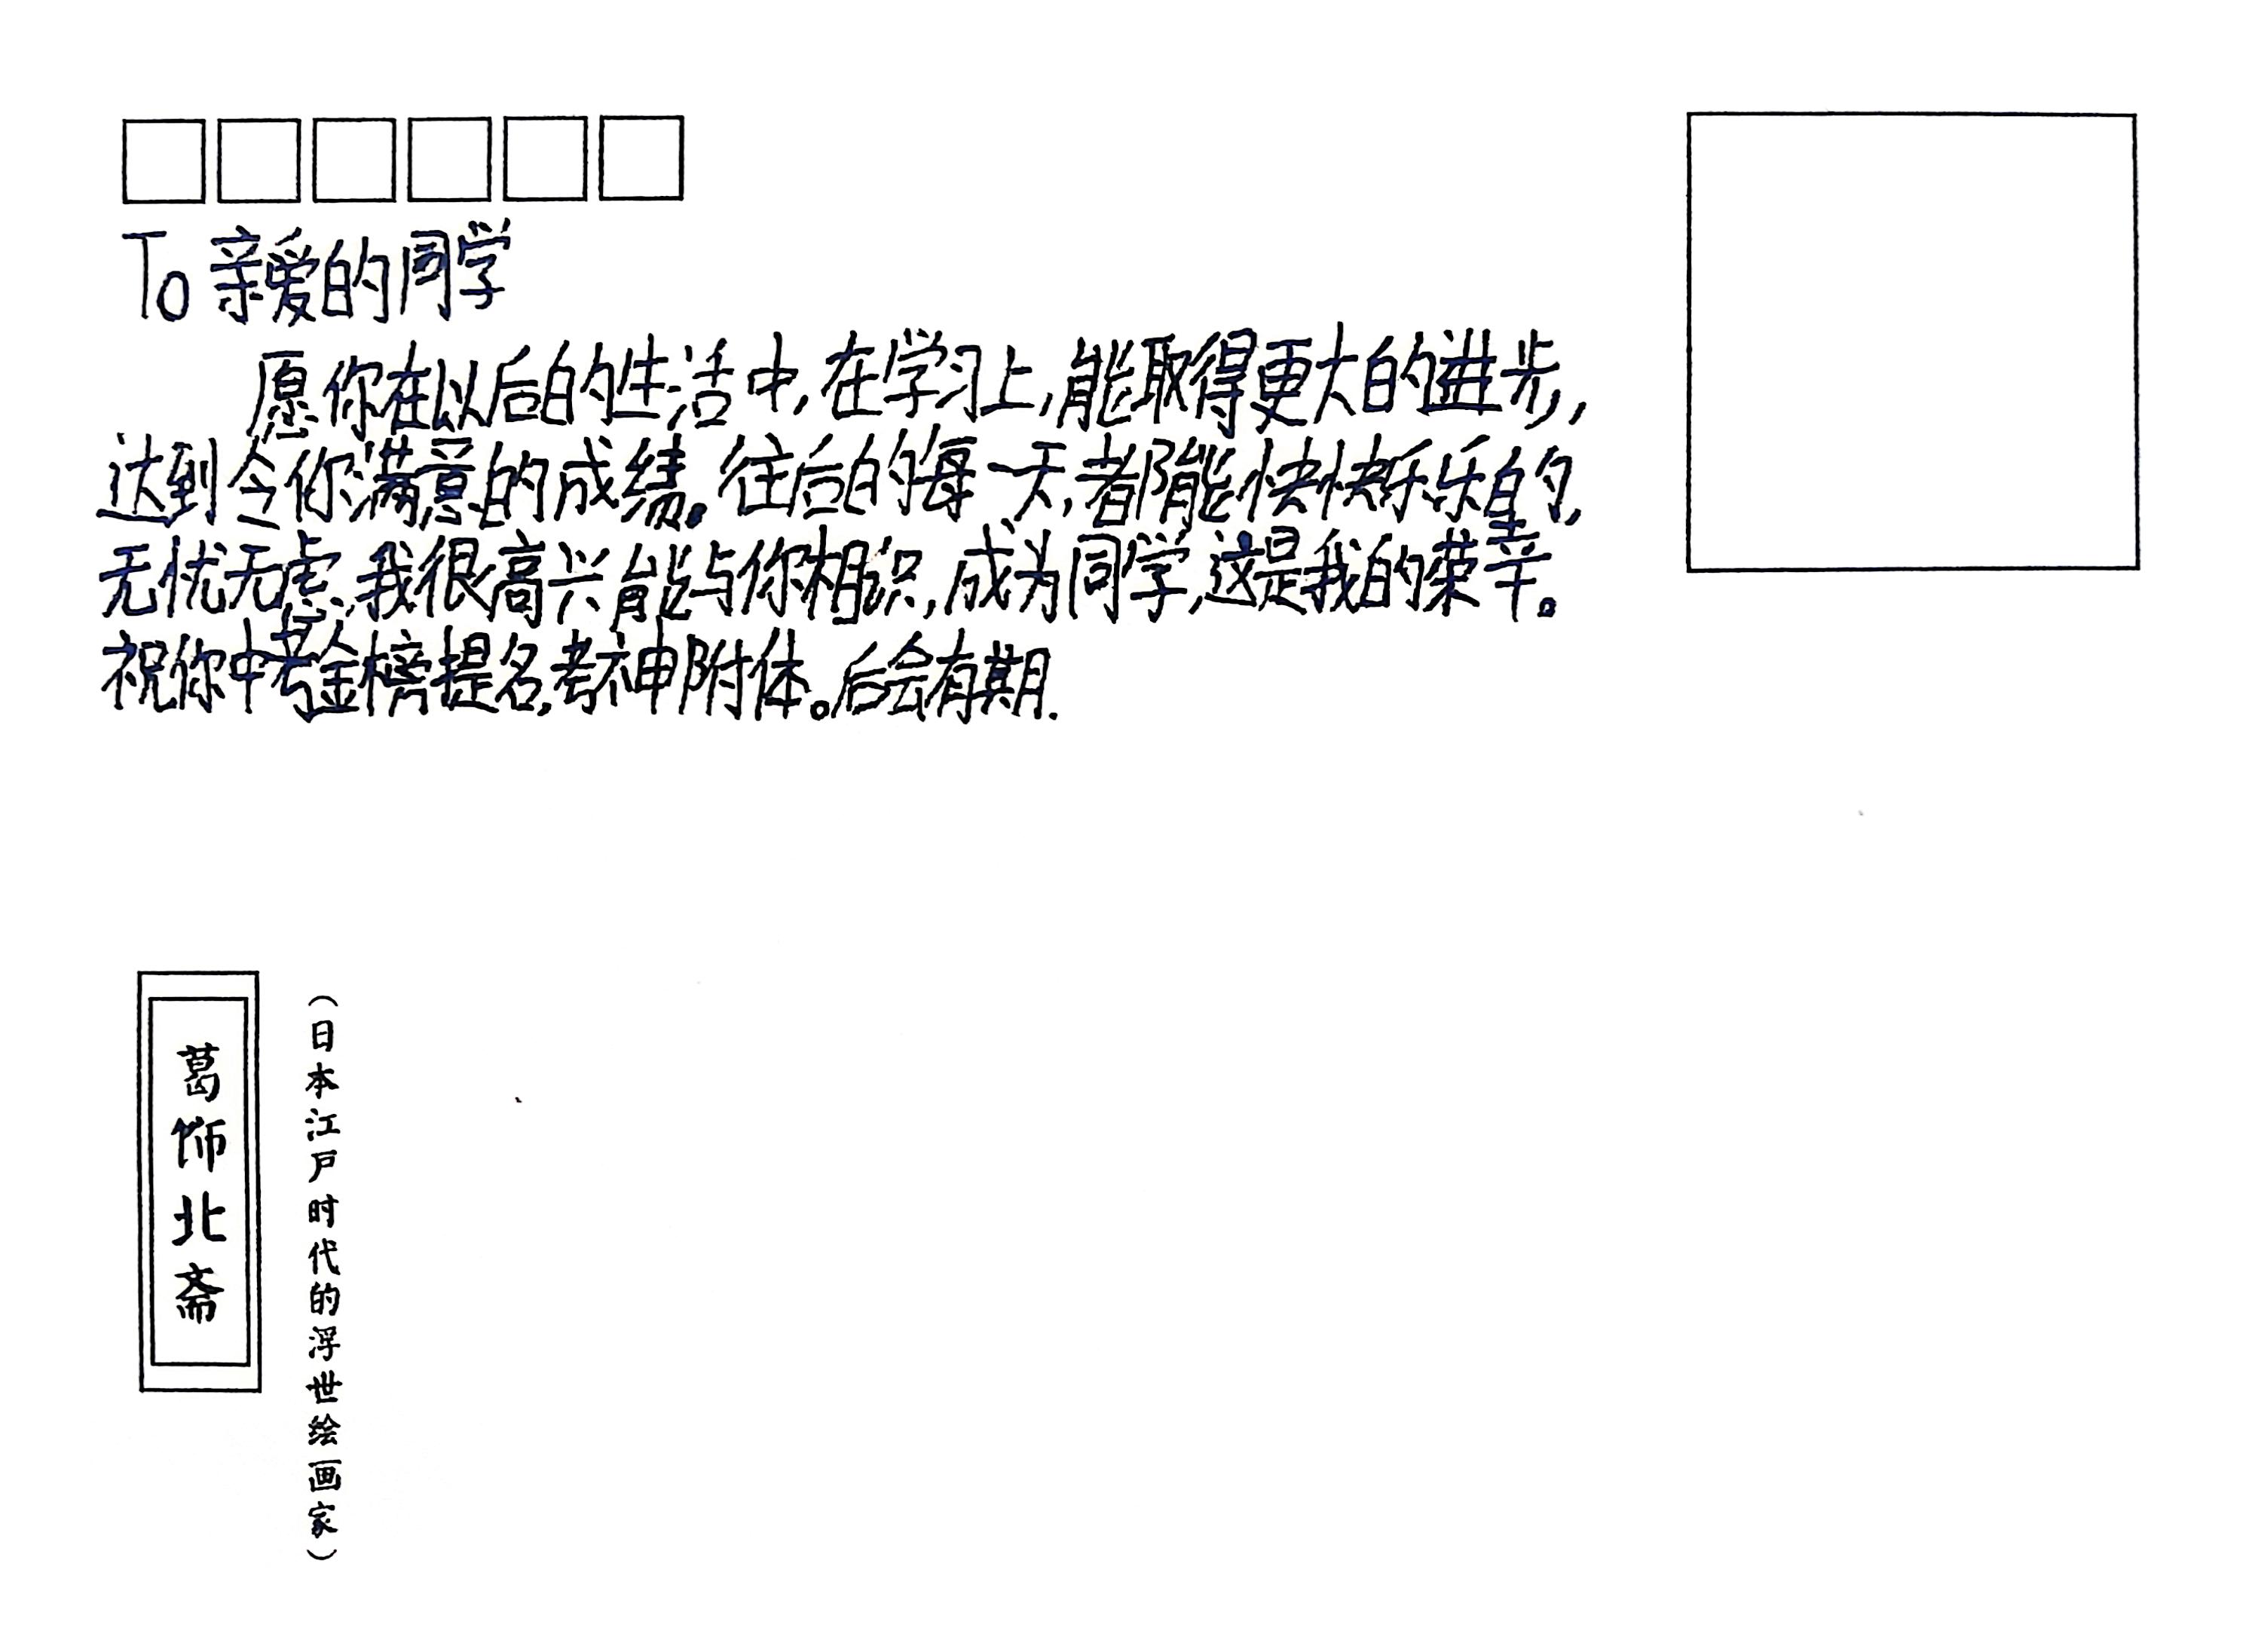 To 亲爱的同学
愿你在以后的生活中,在学习上,能取得更大的进步,
达到令你满意的成绩。往后的每一天,都能快快乐乐的,
无忧无虑、我很高兴能与你相识,成为同学,这是我的荣幸。
祝你中考金榜提名,考神附体。后会有期.
葛饰北斋
(日本江户时代的浮世绘画家)